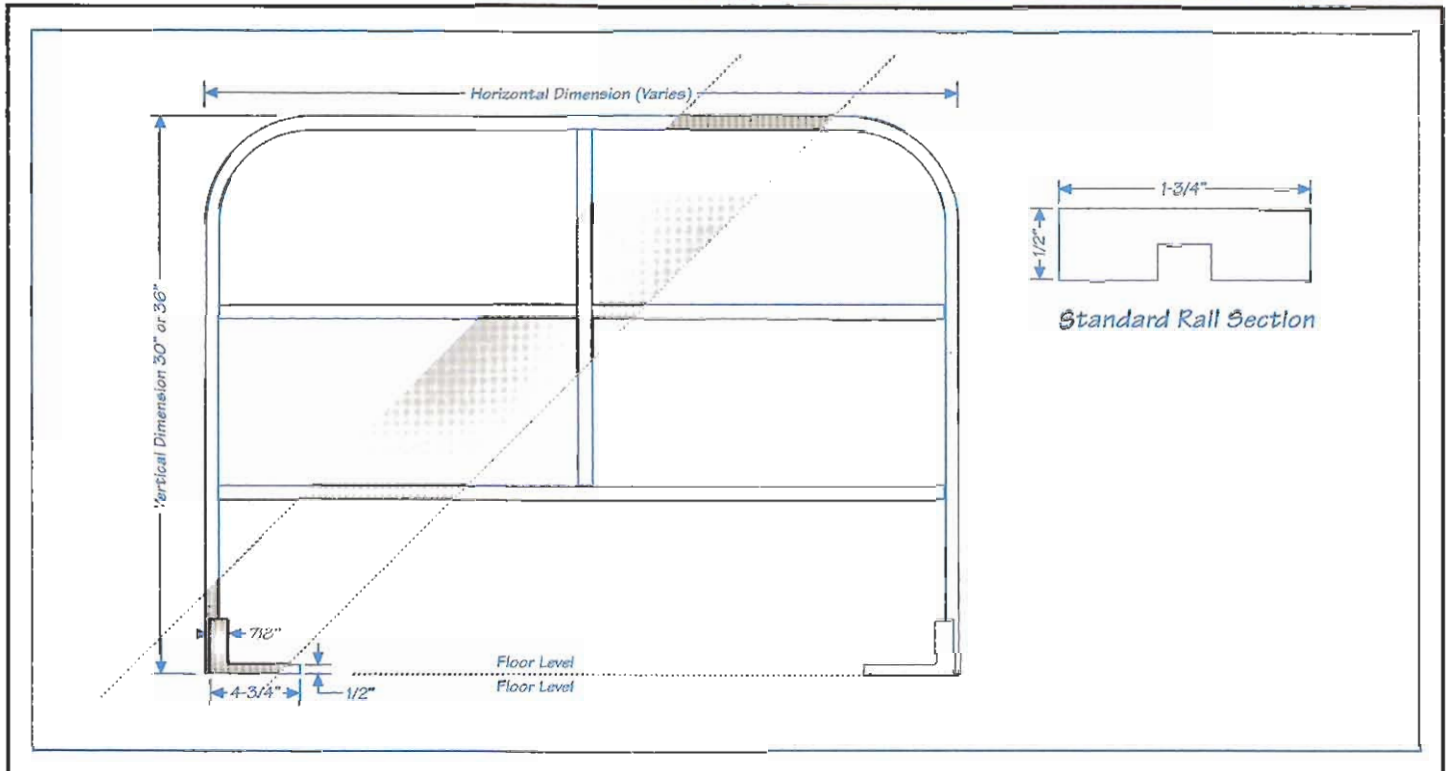 Horizontal Dimension (Varies)
Vertical Dimension 30" or 36"
1-3/4"
1/2"
Standard Rail Section
7/8"
Floor Level
Floor Level
4-3/4"
1/2"